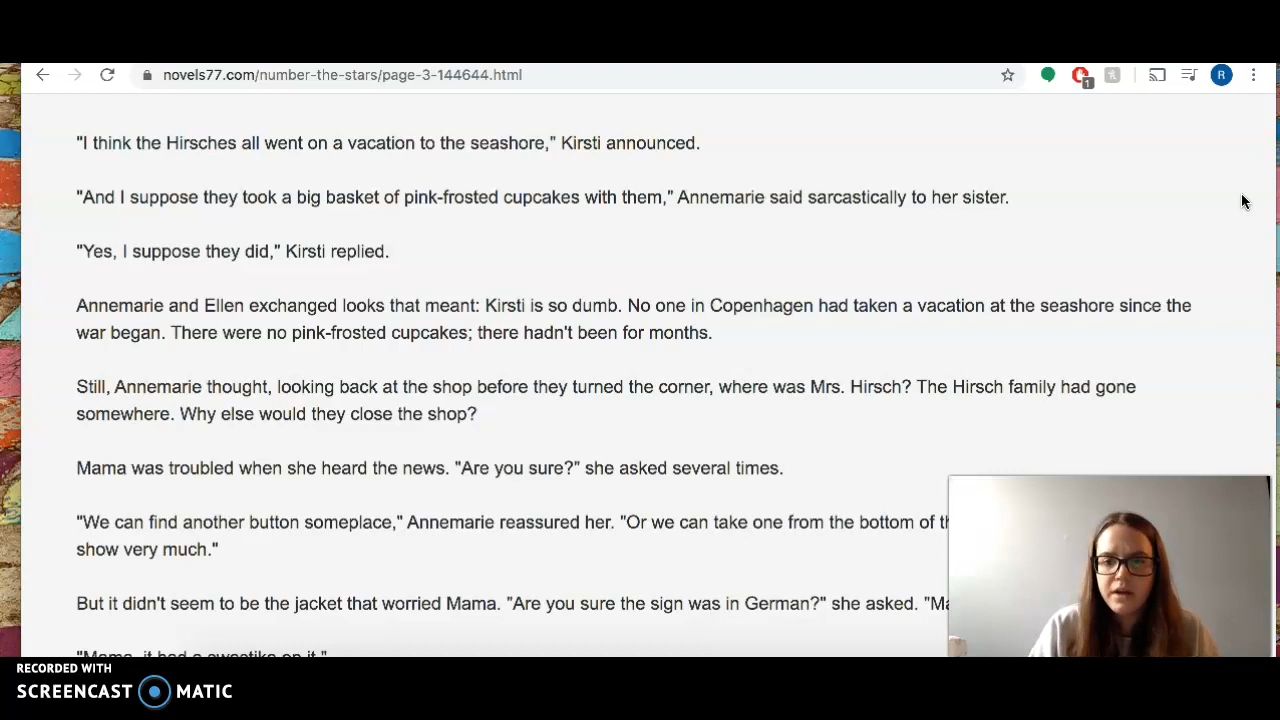 novels77.com/number-the-stars/page-3-144644.html
1
R
"I think the Hirsches all went on a vacation to the seashore," Kirsti announced.
"And I suppose they took a big basket of pink-frosted cupcakes with them," Annemarie said sarcastically to her sister.
"Yes, I suppose they did," Kirsti replied.
Annemarie and Ellen exchanged looks that meant: Kirsti is so dumb. No one in Copenhagen had taken a vacation at the seashore since the
war began. There were no pink-frosted cupcakes; there hadn't been for months.
Still, Annemarie thought, looking back at the shop before they turned the corner, where was Mrs. Hirsch? The Hirsch family had gone
somewhere. Why else would they close the shop?
Mama was troubled when she heard the news. "Are you sure?" she asked several times.
"We can find another button someplace," Annemarie reassured her. "Or we can take one from the bottom of
show very much."
But it didn't seem to be the jacket that worried Mama. "Are you sure the sign was in German?" she asked.
"Mama, it had a swastika on it."
RECORDED WITH
SCREENCAST MATIC